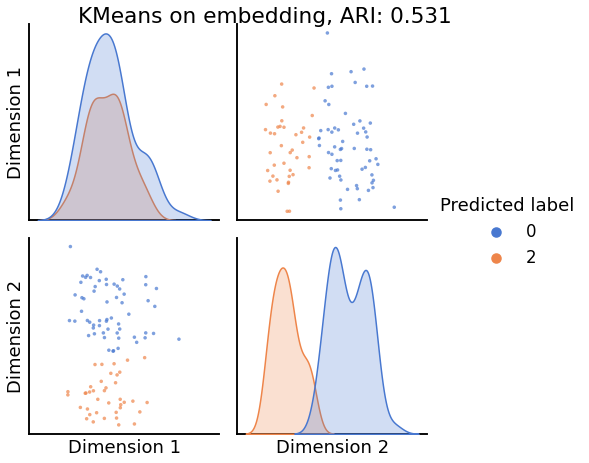 KMeans on embedding, ARI: 0.531
Dimension 1
Predicted label
0
2
Dimension 2
Dimension 1
Dimension 2